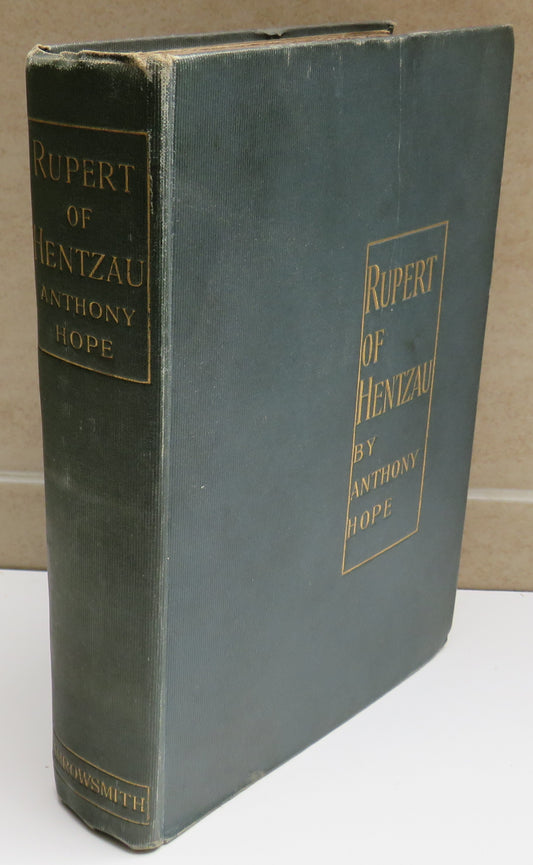 RUPERT
OF
HENTZAU
ANTHONY
HOPE
ARROWSMITH
RUPERT
OF
HENTZAU
BY
ANTHONY
HOPE